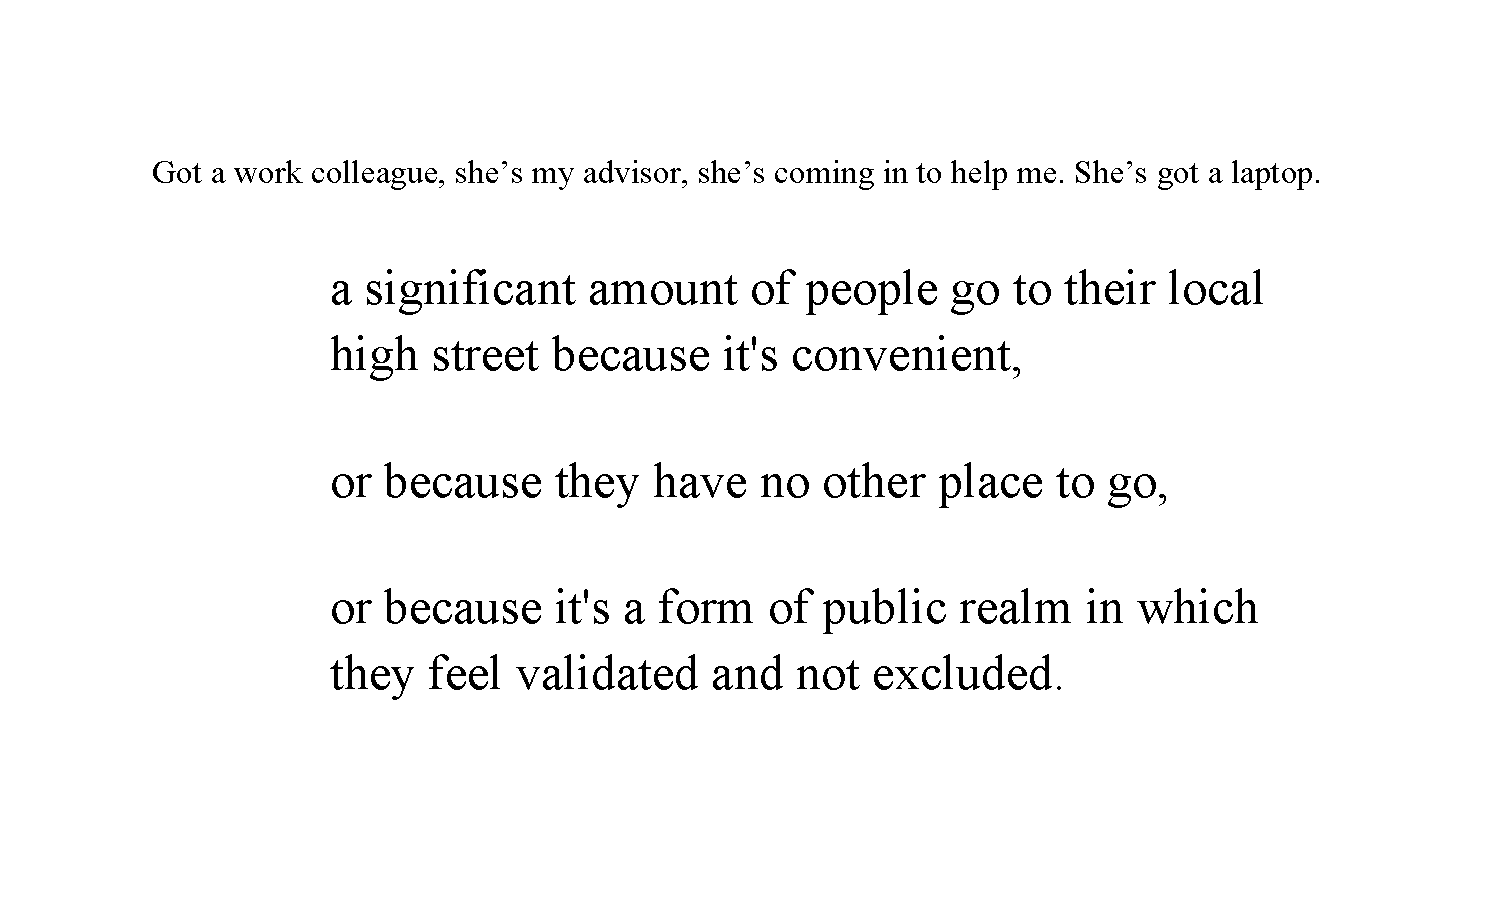 Got a work colleague, she’s my advisor, she’s coming in to help me. She’s got a laptop.
a significant amount of people go to their local
high street because it's convenient,
or because they have no other place to go,
or because it's a form of public realm in which
they feel validated and not excluded.